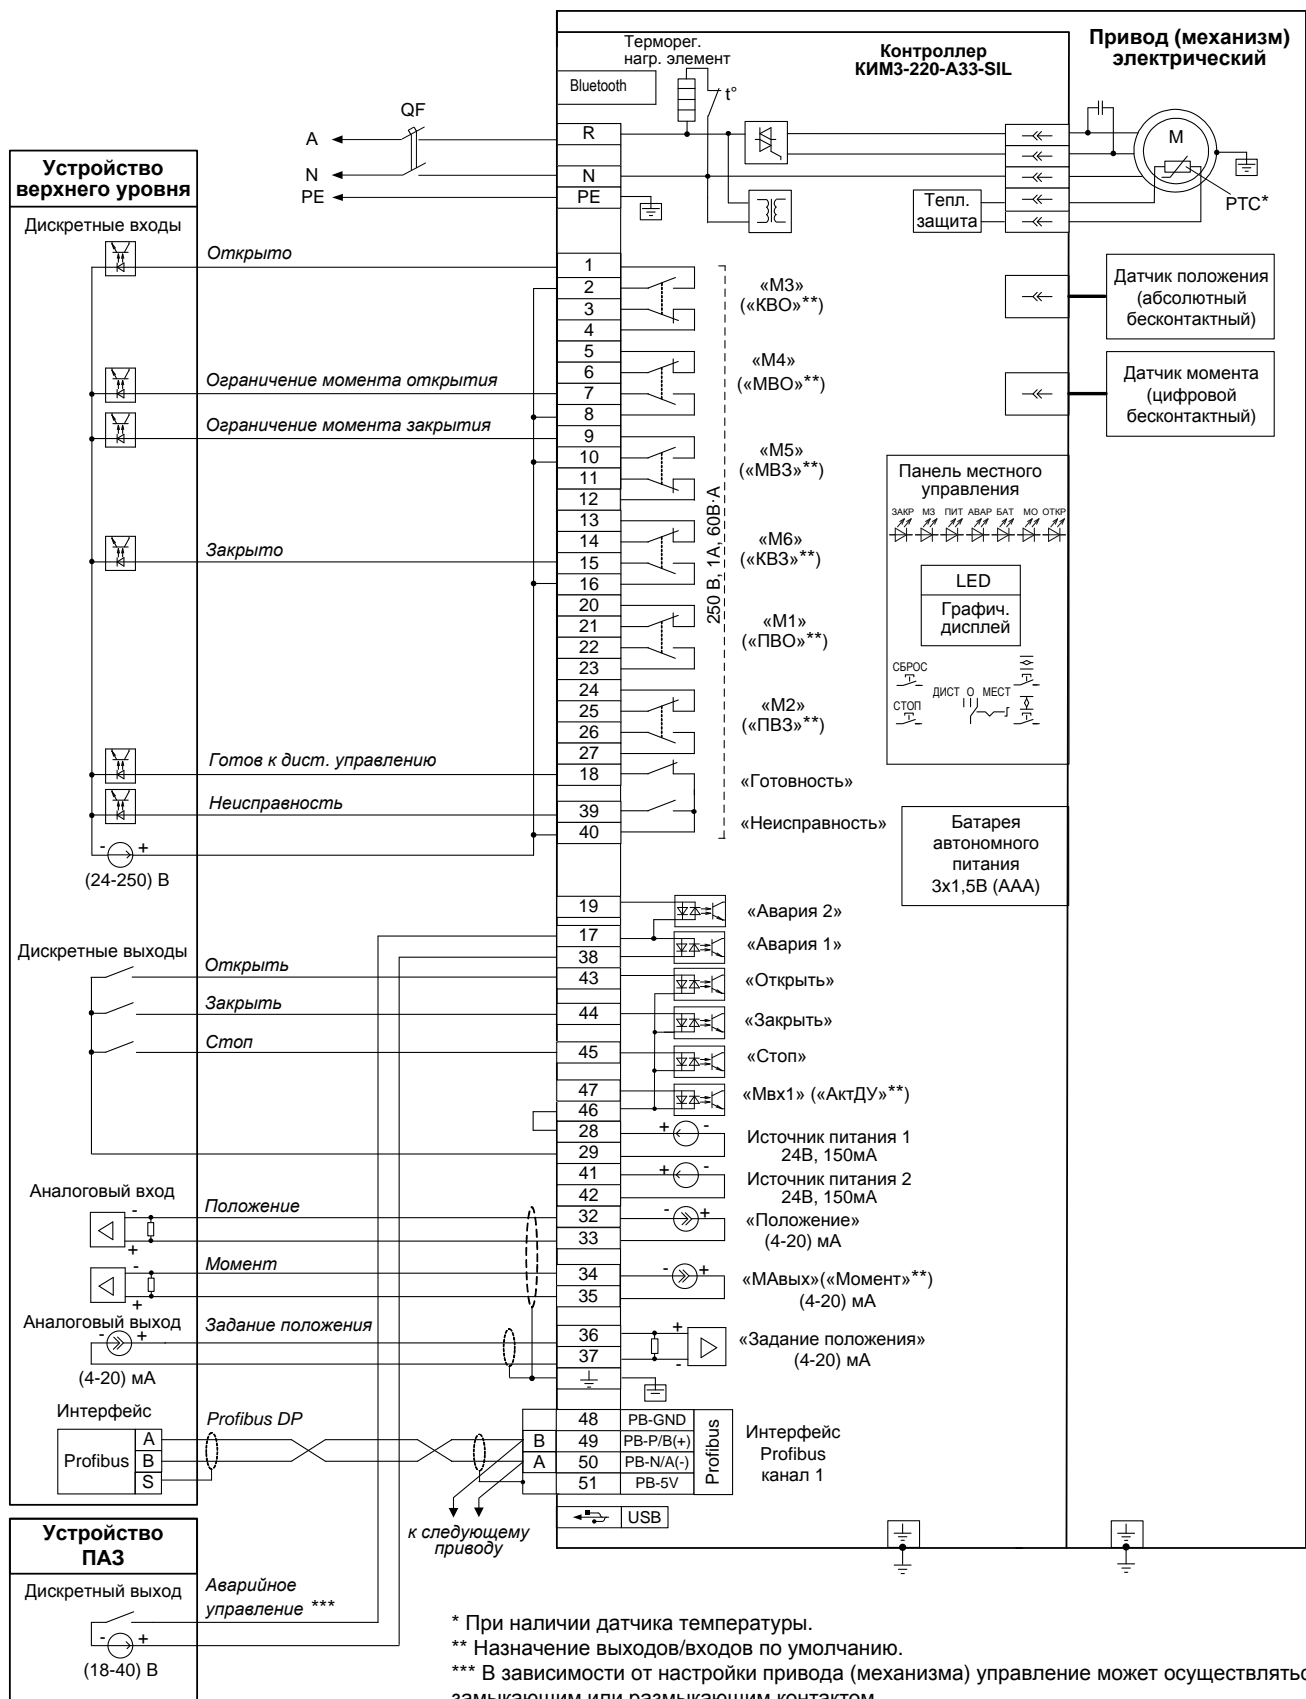 Терморег.
нагр. элемент
Контроллер
КИМ3-220-А33-SIL
Привод (механизм)
электрический
Bluetooth
t°
QF
A
R
M
N
N
PE
PE
Тепл.
защита
PTC*
Устройство
верхнего уровня
Дискретные входы
Открыто
1
2
3
4
«М3»
(«КВО»**)
Датчик положения
(абсолютный
бесконтактный)
5
6
7
8
«М4»
(«МВО»**)
Ограничение момента открытия
Датчик момента
(цифровой
бесконтактный)
Ограничение момента закрытия
9
10
11
12
«М5»
(«МВЗ»**)
Панель местного
управления
ЗАКР МЗ ПИТ АВАР БАТ МО ОТКР
13
14
15
16
«М6»
(«КВЗ»**)
Закрыто
250 В, 1А, 60В·А
LED
Графич.
дисплей
20
21
22
23
«М1»
(«ПВО»**)
СБРОС
ДИСТ О МЕСТ
СТОП
24
25
26
27
«М2»
(«ПВЗ»**)
Готов к дист. управлению
18
«Готовность»
Неисправность
39
40
«Неисправность»
Батарея
автономного
питания
3х1,5В (ААА)
- +
(24-250) В
19
«Авария 2»
17
«Авария 1»
38
Дискретные выходы
Открыть
43
«Открыть»
Закрыть
44
«Закрыть»
Стоп
45
«Стоп»
47
«Мвх1» («АктДУ»**)
46
28
+ -
Источник питания 1
24В, 150мА
29
41
+ -
Источник питания 2
24В, 150мА
42
Аналоговый вход
Положение
-
+
32
33
- +
«Положение»
(4-20) мА
Момент
-
+
34
35
- +
«МАвых»(«Момент»**)
(4-20) мА
Аналоговый выход
Задание положения
- +
(4-20) мА
36
37
+
-
«Задание положения»
(4-20) мА
Интерфейс
Profibus DP
Profibus
A
B
S
B
A
48 PB-GND
49 PB-P/B(+)
50 PB-N/A(-)
51 PB-5V
Profibus
Интерфейс
Profibus
канал 1
USB
к следующему
приводу
Устройство
ПАЗ
Дискретный выход
Аварийное
управление ***
- +
(18-40) В
* При наличии датчика температуры.
** Назначение выходов/входов по умолчанию.
*** В зависимости от настройки привода (механизма) управление может осуществлятьс
замыкающим или размыкающим контактом